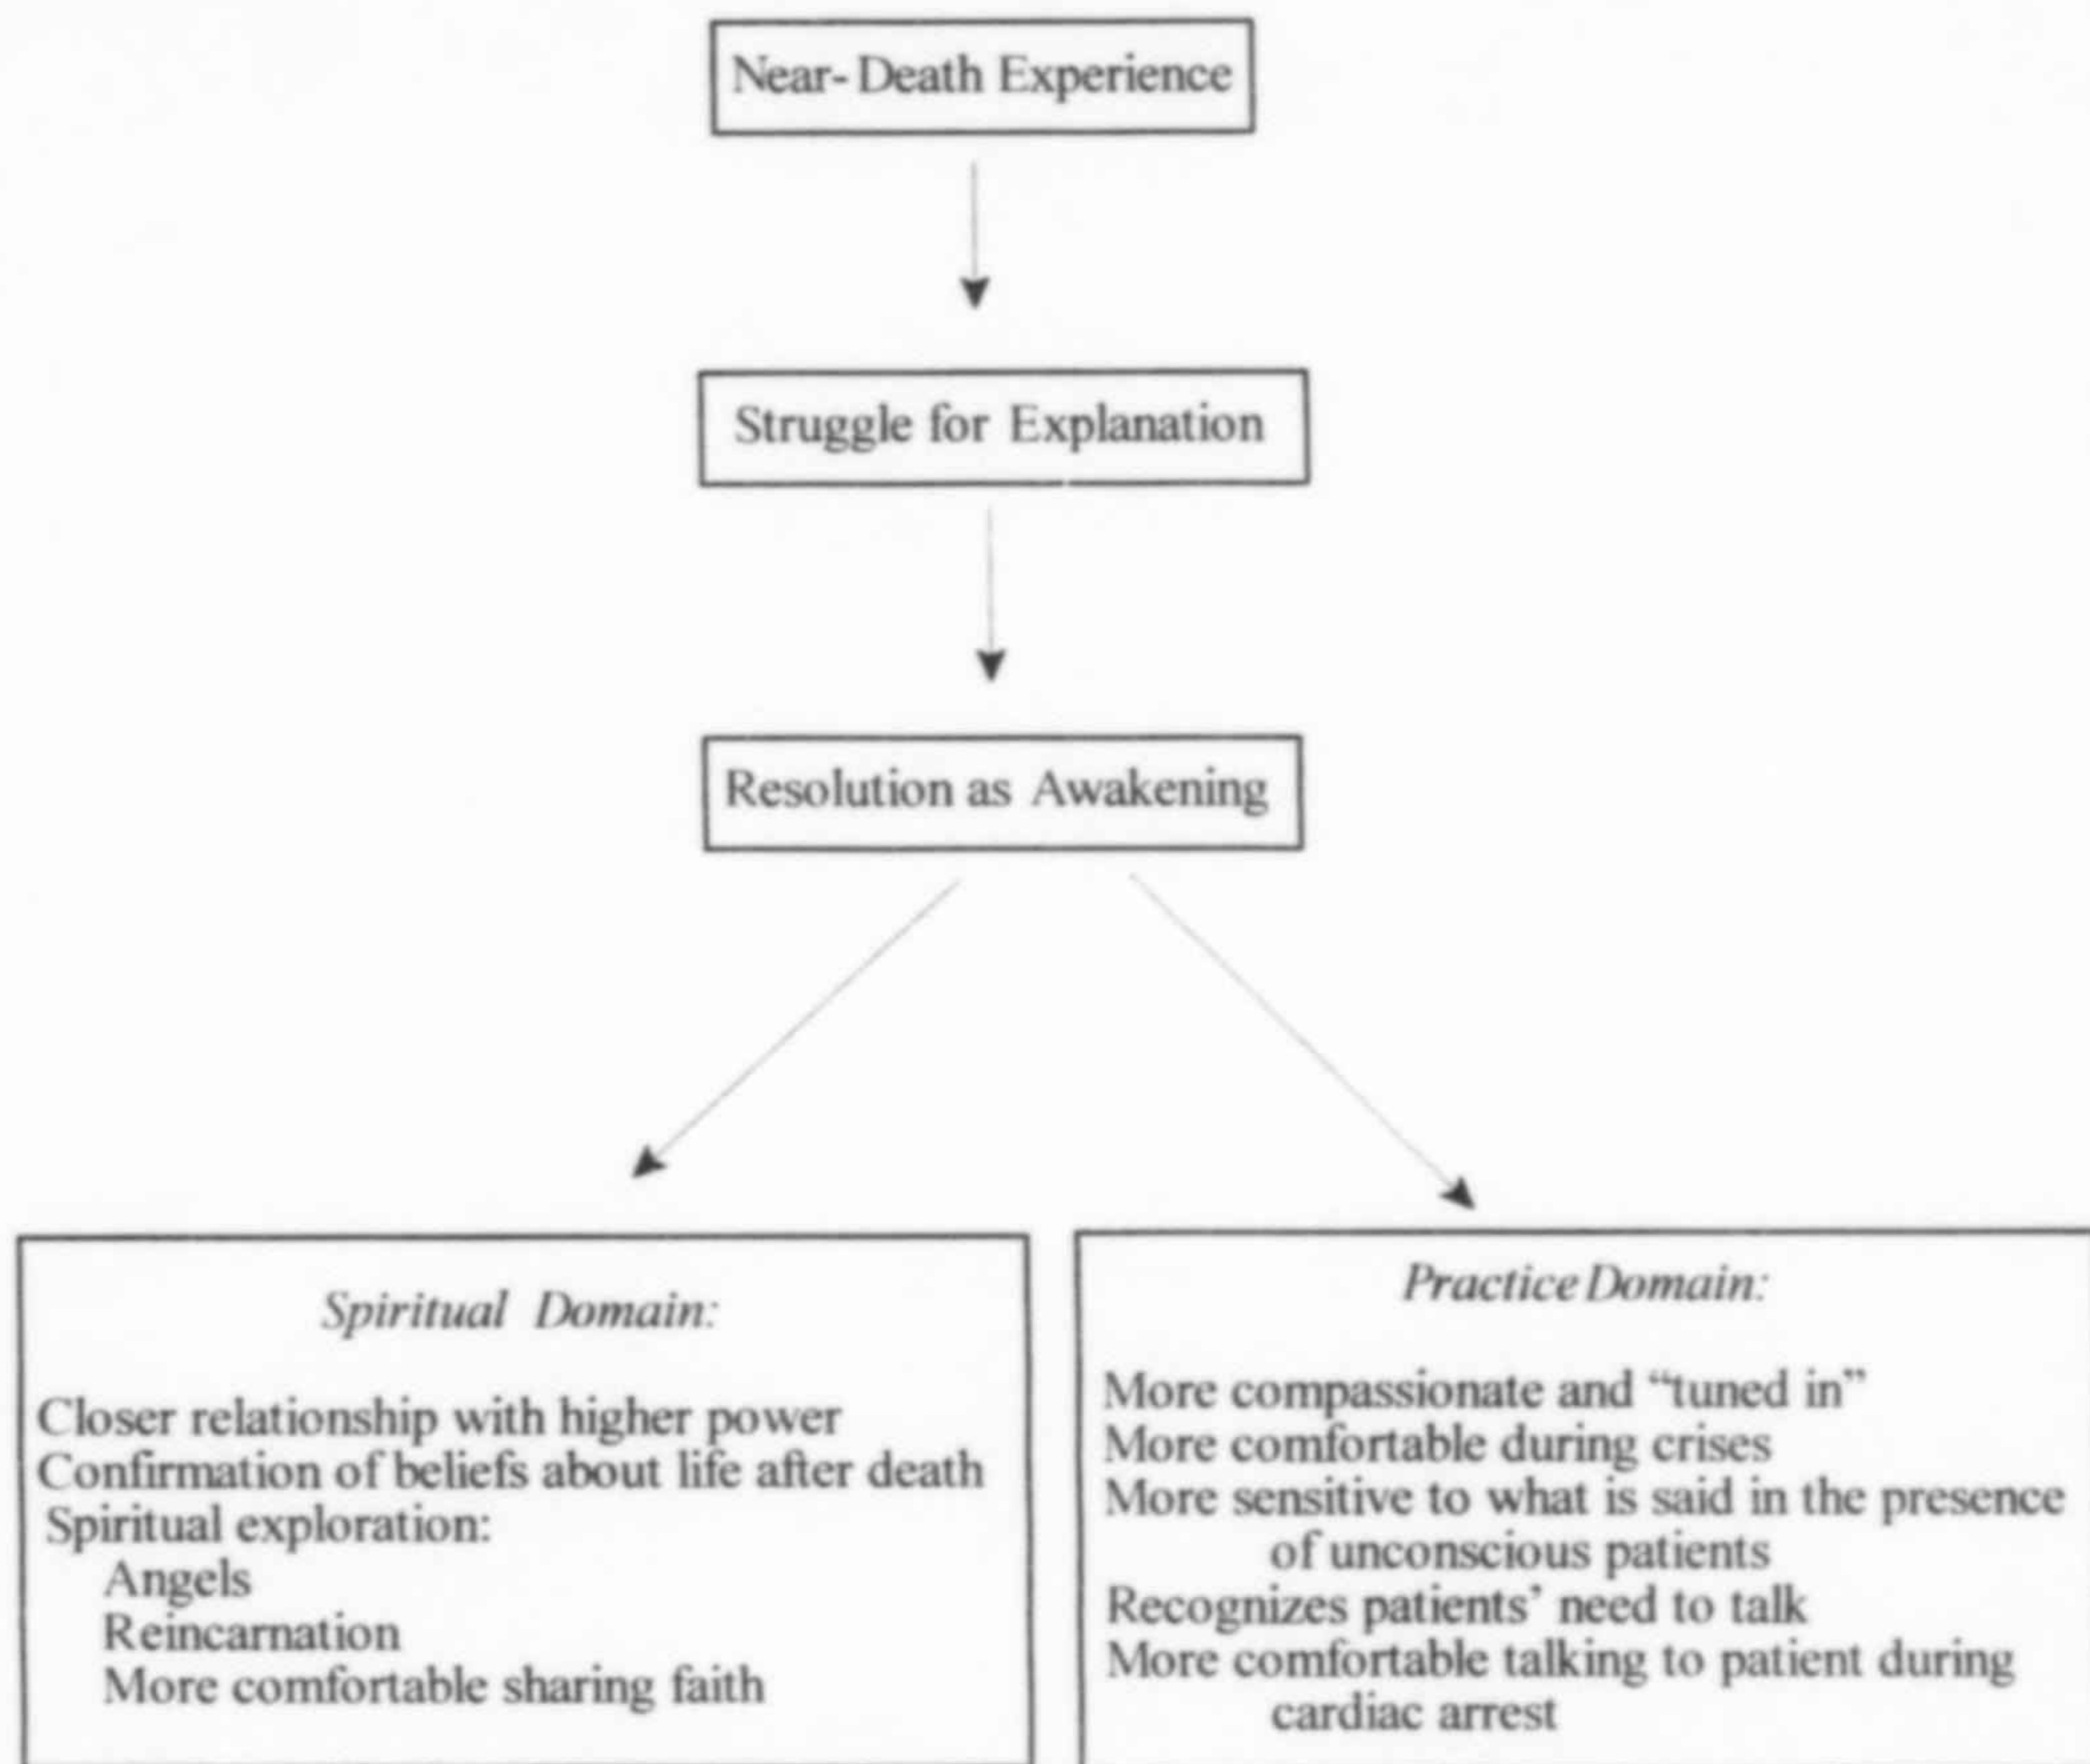 Near-Death Experience
Struggle for Explanation
Resolution as Awakening
Spiritual Domain:
Closer relationship with higher power
Confirmation of beliefs about life after death
Spiritual exploration:
Angels
Reincarnation
More comfortable sharing faith
Practice Domain:
More compassionate and “tuned in”
More comfortable during crises
More sensitive to what is said in the presence
of unconscious patients
Recognizes patients’ need to talk
More comfortable talking to patient during
cardiac arrest